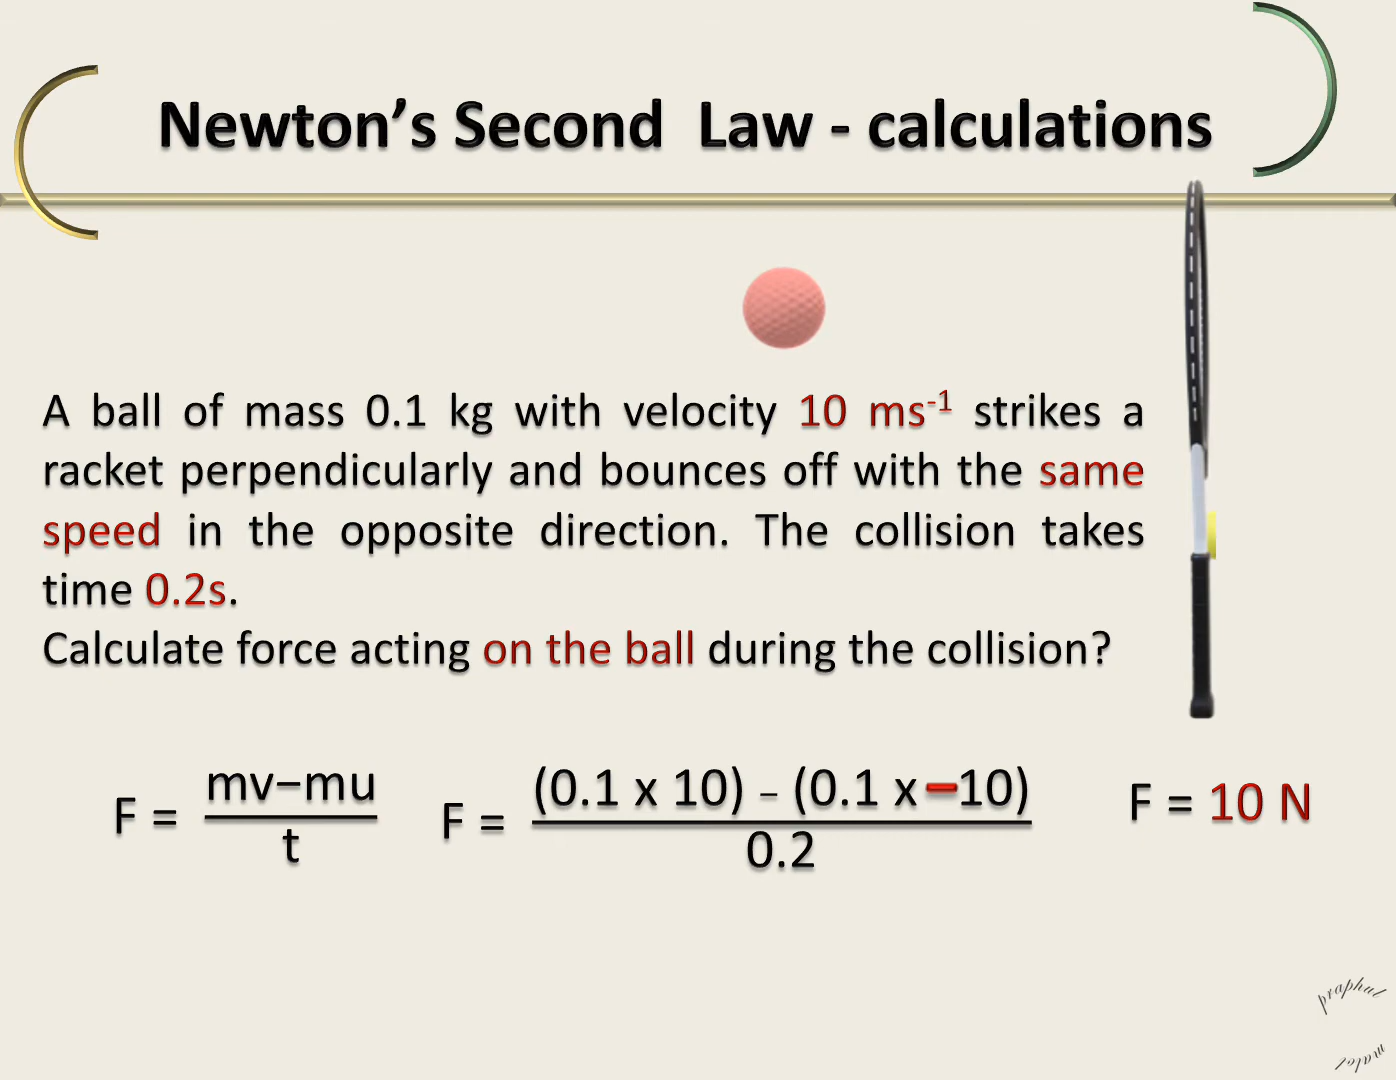 Newton’s Second Law - calculations
A ball of mass 0.1 kg with velocity 10 ms⁻¹ strikes a
racket perpendicularly and bounces off with the same
speed in the opposite direction. The collision takes
time 0.2s.
Calculate force acting on the ball during the collision?
F = mv−mu / t
F = (0.1 x 10) – (0.1 x −10) / 0.2
F = 10 N
praphul